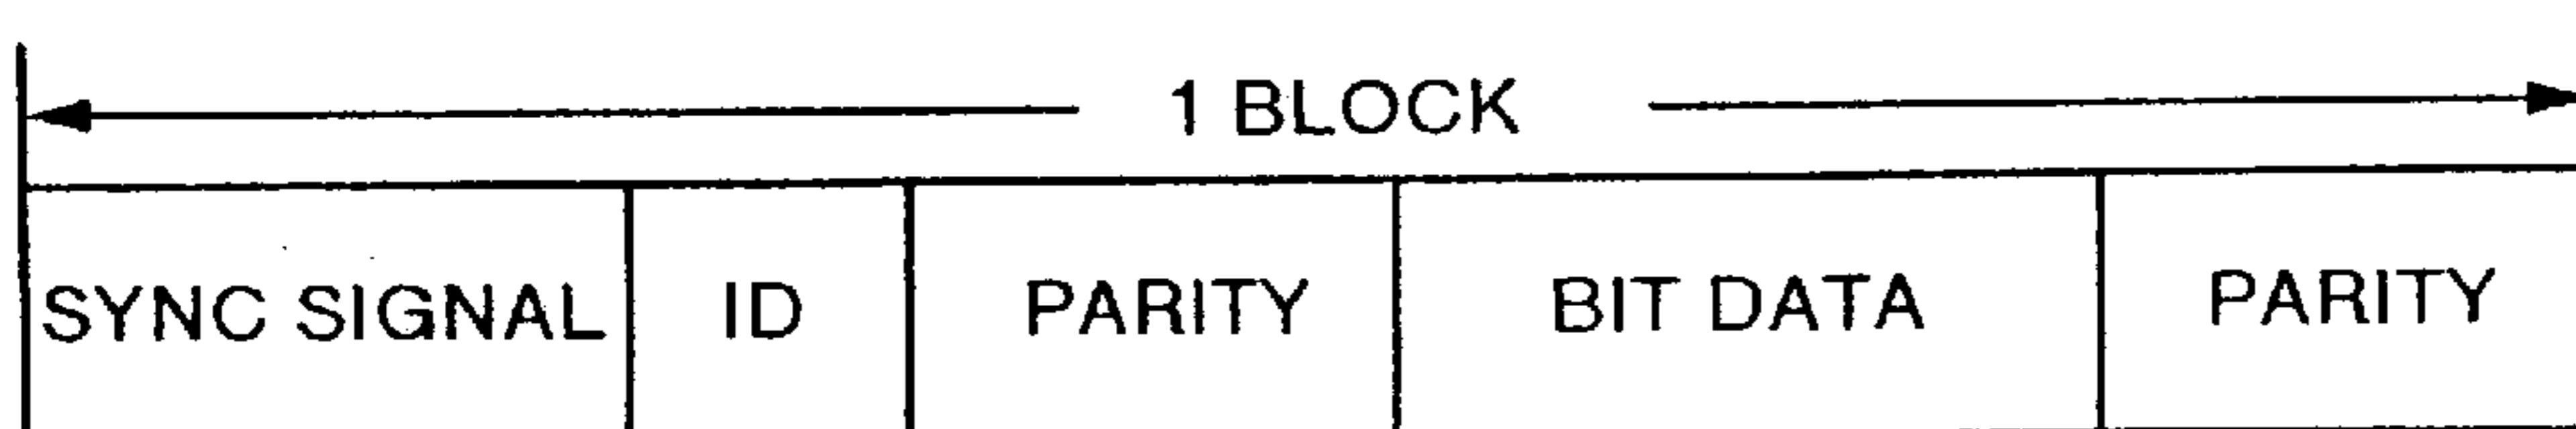 1 BLOCK
SYNC SIGNAL ID PARITY BIT DATA PARITY